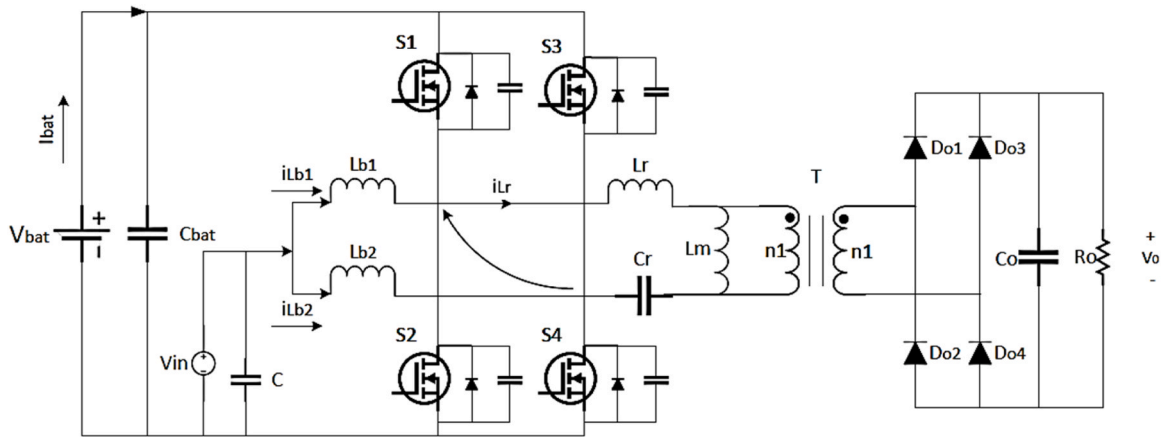 S1
S3
Ibat
Do1
Do3
iLb1
Lb1
iLr
Lr
T
Vbat
+
-
Cbat
Lb2
Lm
n1
n1
Co
Ro
+
Vo
-
Cr
iLb2
S2
S4
Vin
+
-
C
Do2
Do4